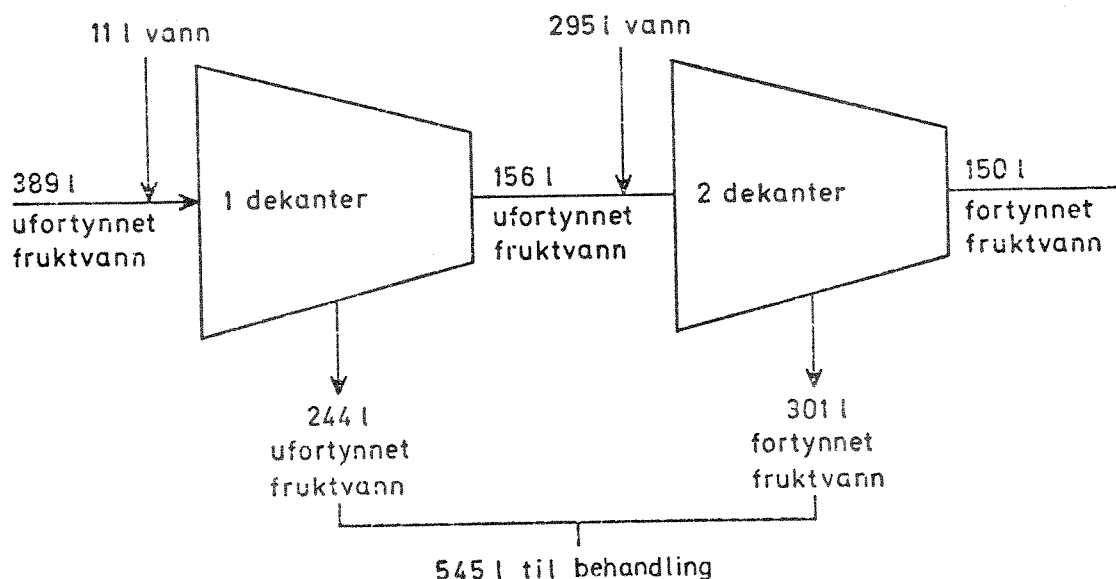 11 l vann
295 l vann
389 l
ufortynnet
fruktvann
1 dekanter
156 l
ufortynnet
fruktvann
2 dekanter
150 l
fortynnet
fruktvann
244 l
ufortynnet
fruktvann
301 l
fortynnet
fruktvann
545 l til behandling